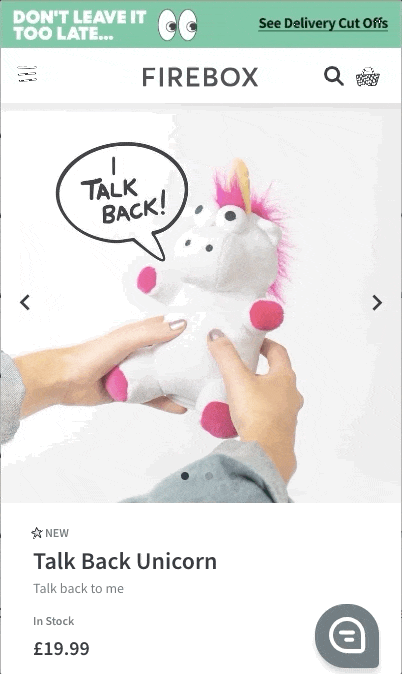 DON'T LEAVE IT
TOO LATE...
See Delivery Cut Offs
FIREBOX
I
TALK
BACK!
NEW
Talk Back Unicorn
Talk back to me
In Stock
£19.99